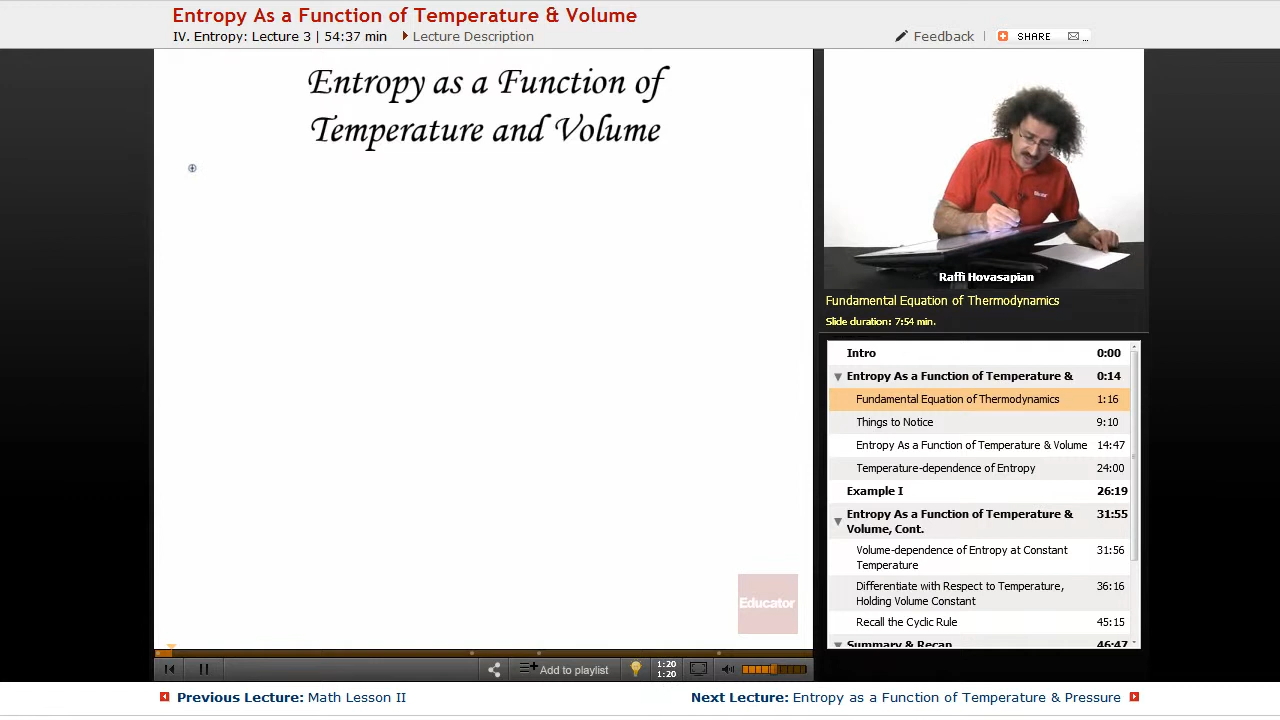 Entropy As a Function of Temperature & Volume
IV. Entropy: Lecture 3 | 54:37 min
Lecture Description
Feedback
SHARE
...
Entropy as a Function of
Temperature and Volume
Educator
Raffi Hovasapian
Fundamental Equation of Thermodynamics
Slide duration: 7:54 min.
Intro 0:00
Entropy As a Function of Temperature & 0:14
Fundamental Equation of Thermodynamics 1:16
Things to Notice 9:10
Entropy As a Function of Temperature & Volume 14:47
Temperature-dependence of Entropy 24:00
Example I 26:19
Entropy As a Function of Temperature & 31:55
Volume, Cont.
Volume-dependence of Entropy at Constant 31:56
Temperature
Differentiate with Respect to Temperature, 36:16
Holding Volume Constant
Recall the Cyclic Rule 45:15
Summary & Recap 46:47
Add to playlist
1:20
1:20
Previous Lecture: Math Lesson II
Next Lecture: Entropy as a Function of Temperature & Pressure